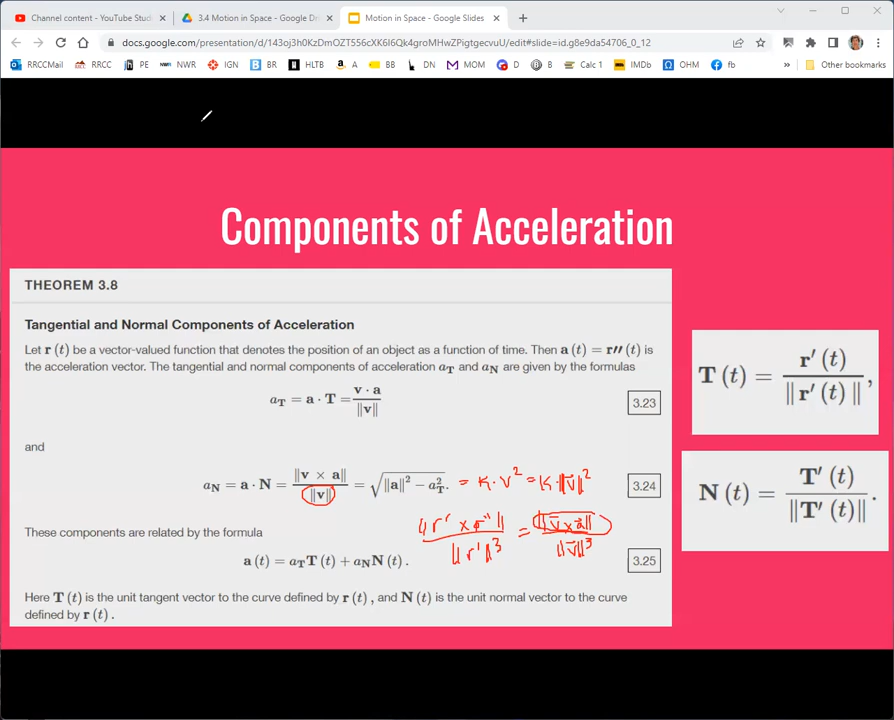 Channel content - YouTube Stud
3.4 Motion in Space - Google Dri
Motion in Space - Google Slides
docs.google.com/presentation/d/143oj3h0KzDmOZT556cXK6I6Qk4groMHwZPigtgecvuU/edit#slide=id.g8e9da54706_0_12
RRCCMail RRCC PE NWR IGN BR HLTB A BB DN MOM D B Calc 1 IMDb OHM fb » Other bookmarks
Components of Acceleration
THEOREM 3.8
Tangential and Normal Components of Acceleration
Let r (t) be a vector-valued function that denotes the position of an object as a function of time. Then a (t) = r′′ (t) is
the acceleration vector. The tangential and normal components of acceleration a_T and a_N are given by the formulas
a_T = a · T = v · a / ‖v‖
3.23
and
a_N = a · N = ‖v × a‖ / ‖v‖ = √(‖a‖² − a_T²). = κ · v² = κ · ‖v⃗‖²
3.24
‖r′ × r″‖ / ‖r′‖³ = ‖v⃗ × a⃗‖ / ‖v⃗‖³
These components are related by the formula
a (t) = a_T T (t) + a_N N (t) .
3.25
Here T (t) is the unit tangent vector to the curve defined by r (t) , and N (t) is the unit normal vector to the curve
defined by r (t) .
T (t) = r′ (t) / ‖ r′ (t) ‖ ,
N (t) = T′ (t) / ‖T′ (t)‖ .